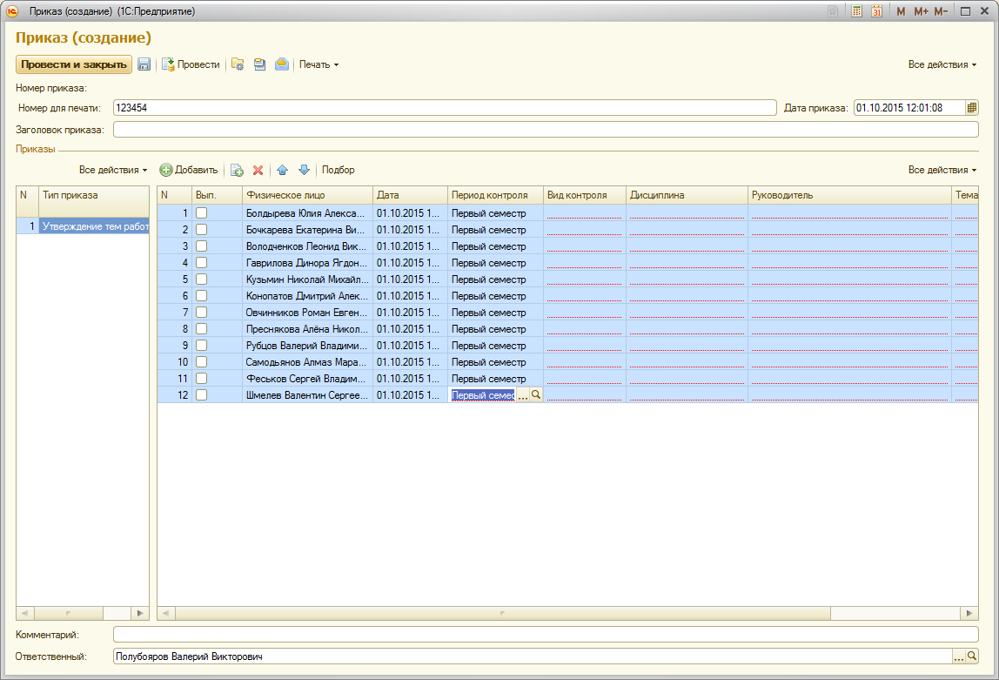 Приказ (создание) (1С:Предприятие)
M M+ M-
Приказ (создание)
Провести и закрыть Провести Печать Все действия
Номер приказа:
Номер для печати: 123454 Дата приказа: 01.10.2015 12:01:08
Заголовок приказа:
Приказы
Все действия Добавить Подбор Все действия
N Тип приказа N Вып. Физическое лицо Дата Период контроля Вид контроля Дисциплина Руководитель Тема
1 Болдырева Юлия Алекса... 01.10.2015 1... Первый семестр
1 Утверждение тем работ 2 Бочкарева Екатерина Ви... 01.10.2015 1... Первый семестр
3 Володченков Леонид Вик... 01.10.2015 1... Первый семестр
4 Гаврилова Динора Ягдон... 01.10.2015 1... Первый семестр
5 Кузьмин Николай Михайл... 01.10.2015 1... Первый семестр
6 Конопатов Дмитрий Алек... 01.10.2015 1... Первый семестр
7 Овчинников Роман Евген... 01.10.2015 1... Первый семестр
8 Преснякова Алёна Никол... 01.10.2015 1... Первый семестр
9 Рубцов Валерий Владими... 01.10.2015 1... Первый семестр
10 Самодьянов Алмаз Мара... 01.10.2015 1... Первый семестр
11 Феськов Сергей Владим... 01.10.2015 1... Первый семестр
12 Шмелев Валентин Сергее... 01.10.2015 1... Первый семес ...
Комментарий:
Ответственный: Полубояров Валерий Викторович ...